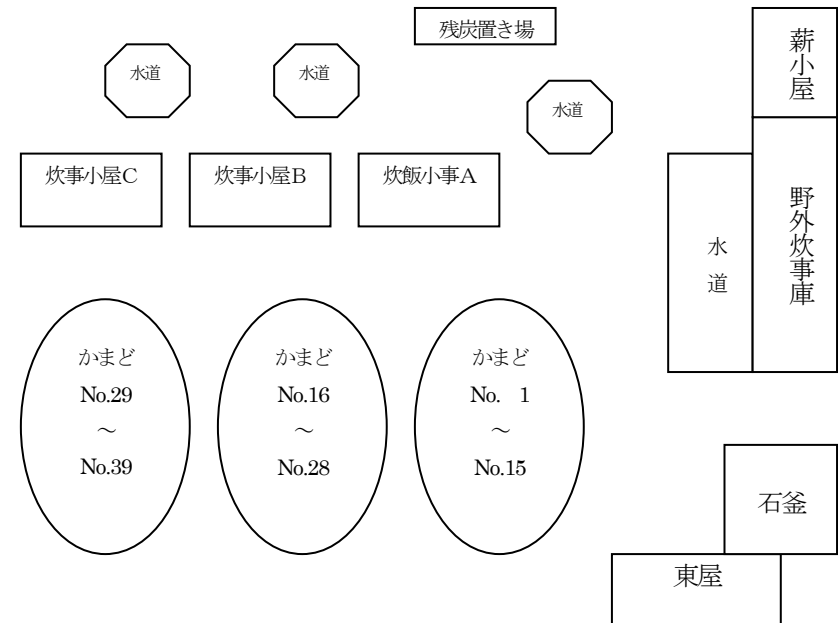 残炭置き場
薪小屋
水道
水道
水道
炊事小屋C
炊事小屋B
炊飯小事A
野外炊事庫
水道
かまど
No.29
～
No.39
かまど
No.16
～
No.28
かまど
No. 1
～
No.15
石釜
東屋